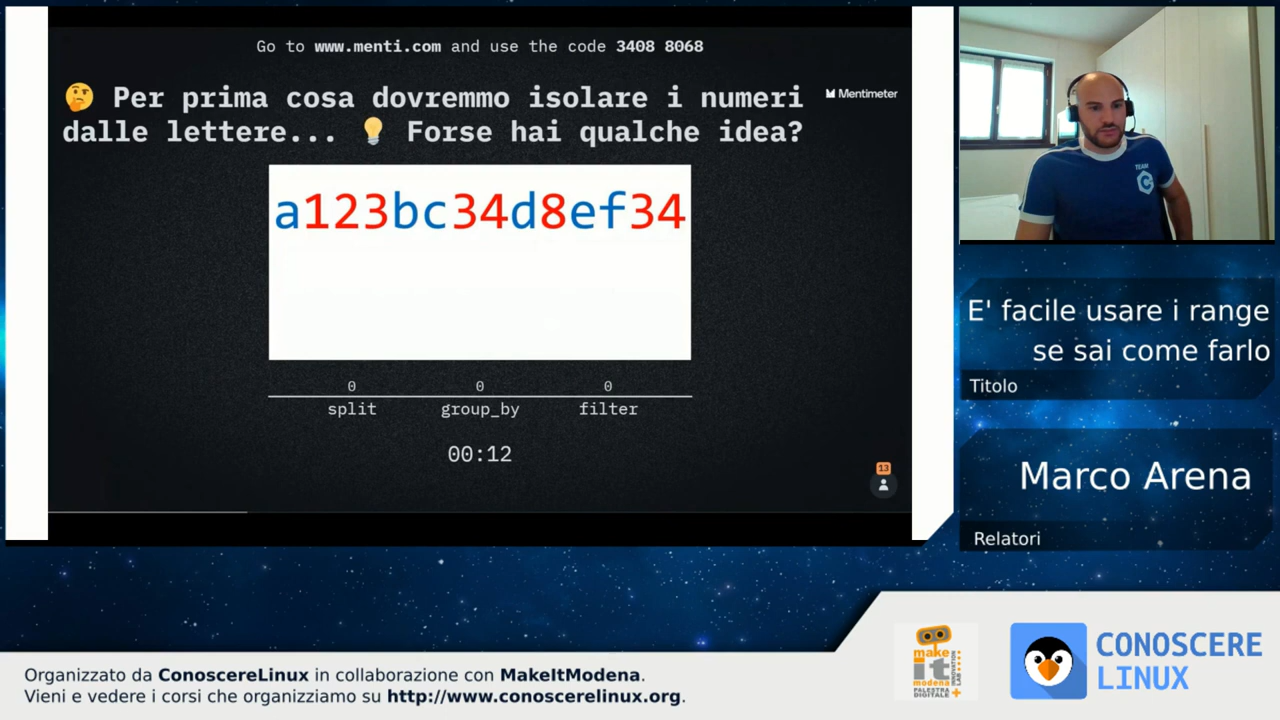 Go to www.menti.com and use the code 3408 8068
🤔 Per prima cosa dovremmo isolare i numeri
dalle lettere... 💡 Forse hai qualche idea?
Mentimeter
a123bc34d8ef34
0 0 0
split group_by filter
00:12
13
TEAM
C
E' facile usare i range
se sai come farlo
Titolo
Marco Arena
Relatori
make
it
modena
PALESTRA
DIGITALE
INNOVATION
LAB
CONOSCERE
LINUX
Organizzato da ConoscereLinux in collaborazione con MakeItModena.
Vieni e vedere i corsi che organizziamo su http://www.conoscerelinux.org.